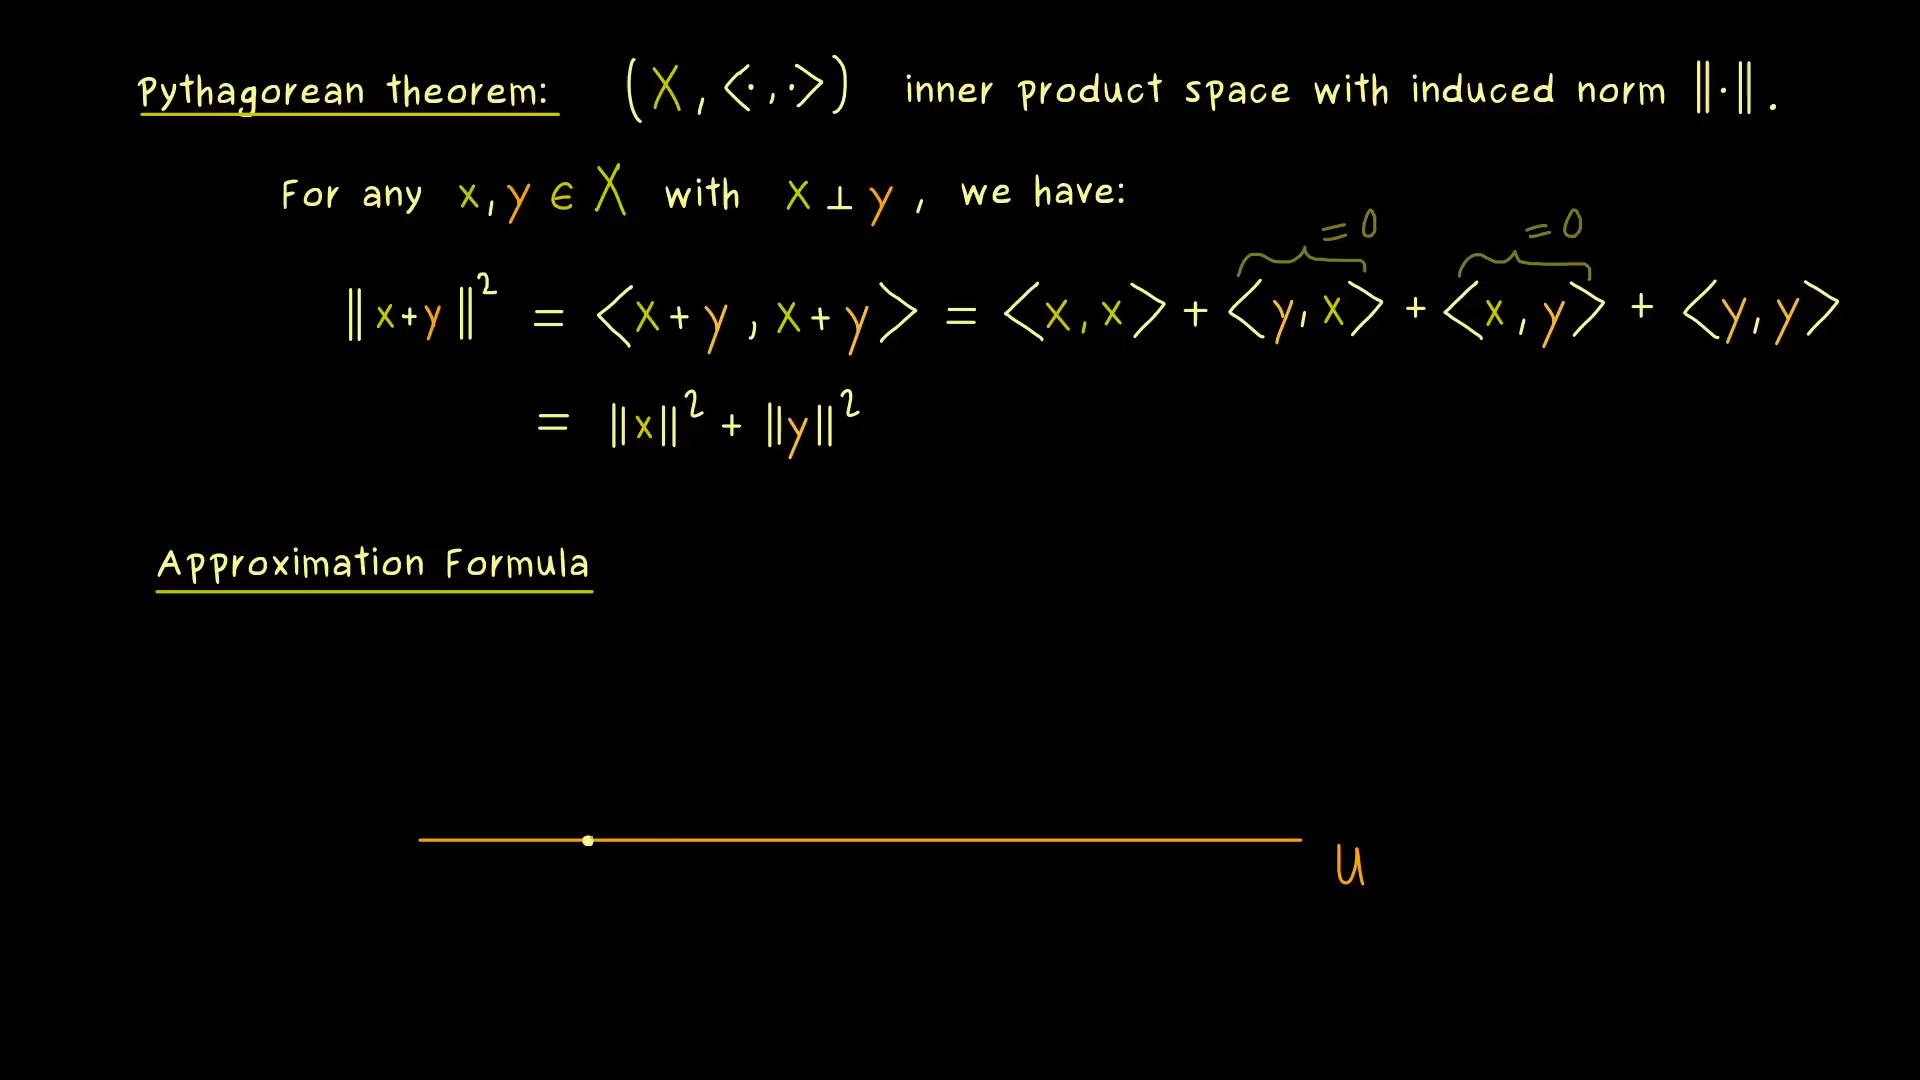 Pythagorean theorem: (X, <·,·>) inner product space with induced norm ‖·‖.
For any x, y ∈ X with x ⊥ y, we have:
= 0 = 0
‖x+y‖² = <x+y, x+y> = <x, x> + <y, x> + <x, y> + <y, y>
= ‖x‖² + ‖y‖²
Approximation Formula
U